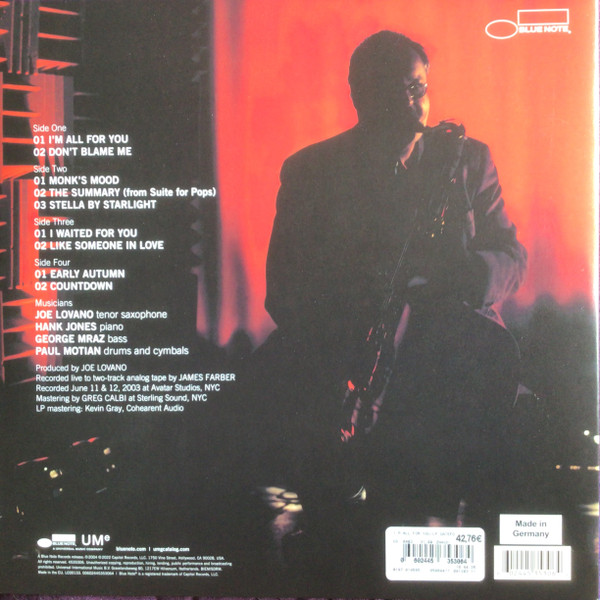 BLUE NOTE
Side One
01 I'M ALL FOR YOU
02 DON'T BLAME ME
Side Two
01 MONK'S MOOD
02 THE SUMMARY (from Suite for Pops)
03 STELLA BY STARLIGHT
Side Three
01 I WAITED FOR YOU
02 LIKE SOMEONE IN LOVE
Side Four
01 EARLY AUTUMN
02 COUNTDOWN
Musicians
JOE LOVANO tenor saxophone
HANK JONES piano
GEORGE MRAZ bass
PAUL MOTIAN drums and cymbals
Produced by JOE LOVANO
Recorded live to two-track analog tape by JAMES FARBER
Recorded June 11 & 12, 2003 at Avatar Studios, NYC
Mastering by GREG CALBI at Sterling Sound, NYC
LP mastering: Kevin Gray, Cohearent Audio
UMe
bluenote.com umgcatalog.com
42,76€
Made in
Germany